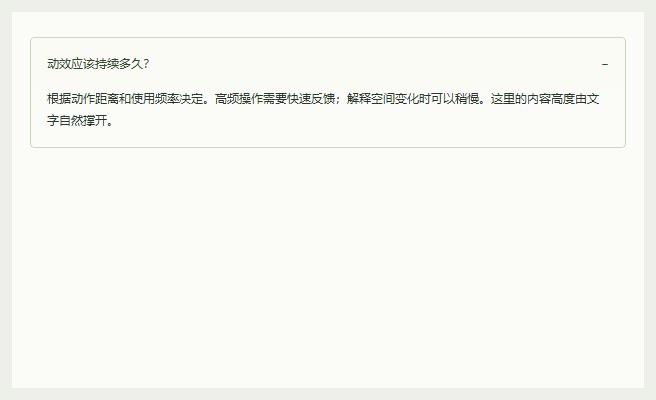 动效应该持续多久？ −
根据动作距离和使用频率决定。高频操作需要快速反馈；解释空间变化时可以稍慢。这里的内容高度由文
字自然撑开。